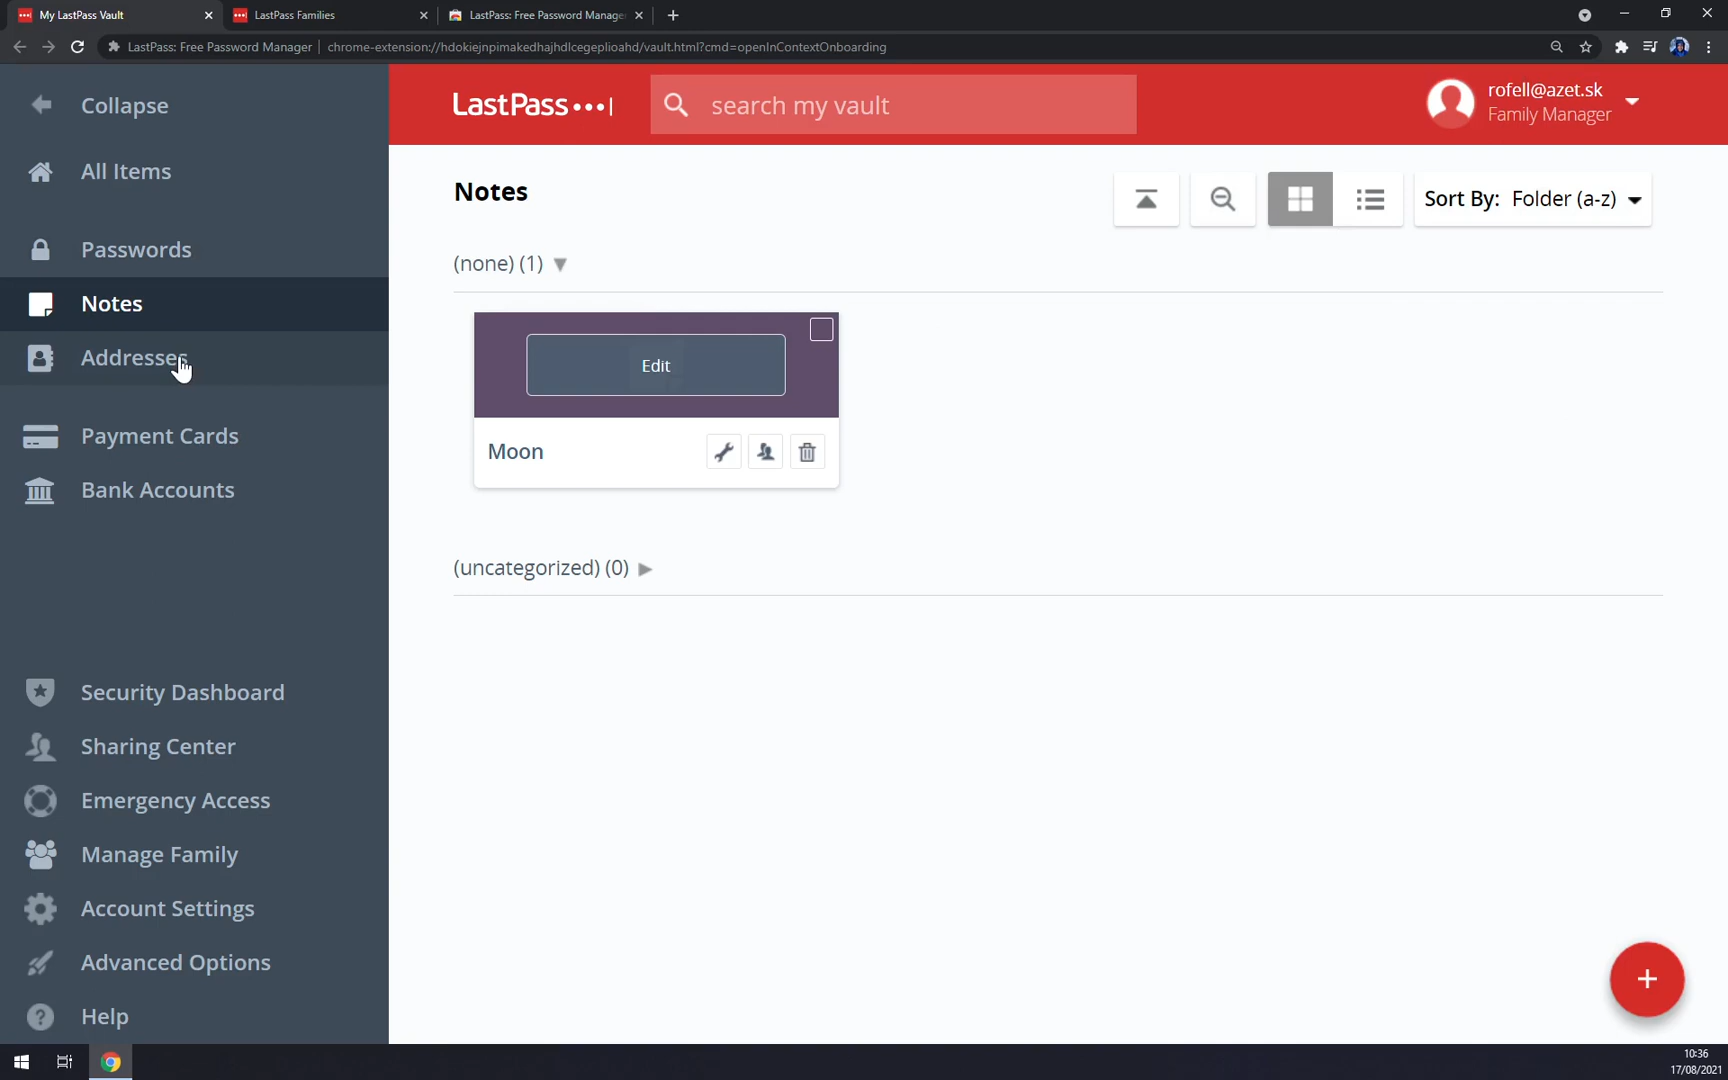 My LastPass Vault
LastPass Families
LastPass: Free Password Manage
LastPass: Free Password Manager
chrome-extension://hdokiejnpimakedhajhdlcegeplioahd/vault.html?cmd=openInContextOnboarding
Collapse
LastPass
search my vault
rofell@azet.sk
Family Manager
All Items
Passwords
Notes
Addresses
Payment Cards
Bank Accounts
Security Dashboard
Sharing Center
Emergency Access
Manage Family
Account Settings
Advanced Options
Help
Notes
Sort By: Folder (a-z)
(none) (1)
Edit
Moon
(uncategorized) (0)
+
10:36
17/08/2021